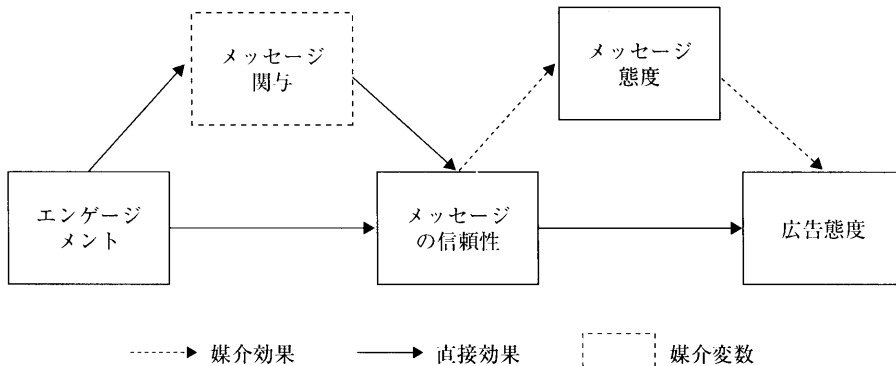 メッセージ
関与
メッセージ
態度
エンゲージ
メント
メッセージ
の信頼性
広告態度
媒介効果
直接効果
媒介変数